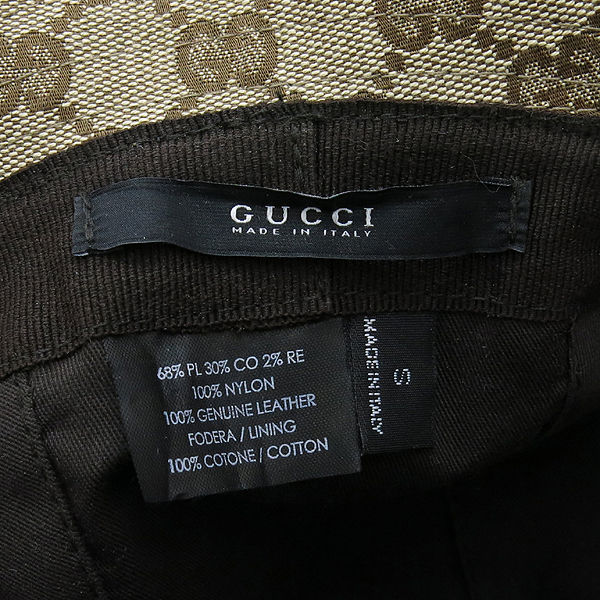 GUCCI
MADE IN ITALY
68% PL 30% CO 2% RE
100% NYLON
100% GENUINE LEATHER
FODERA / LINING
100% COTONE / COTTON
MADE IN ITALY
S